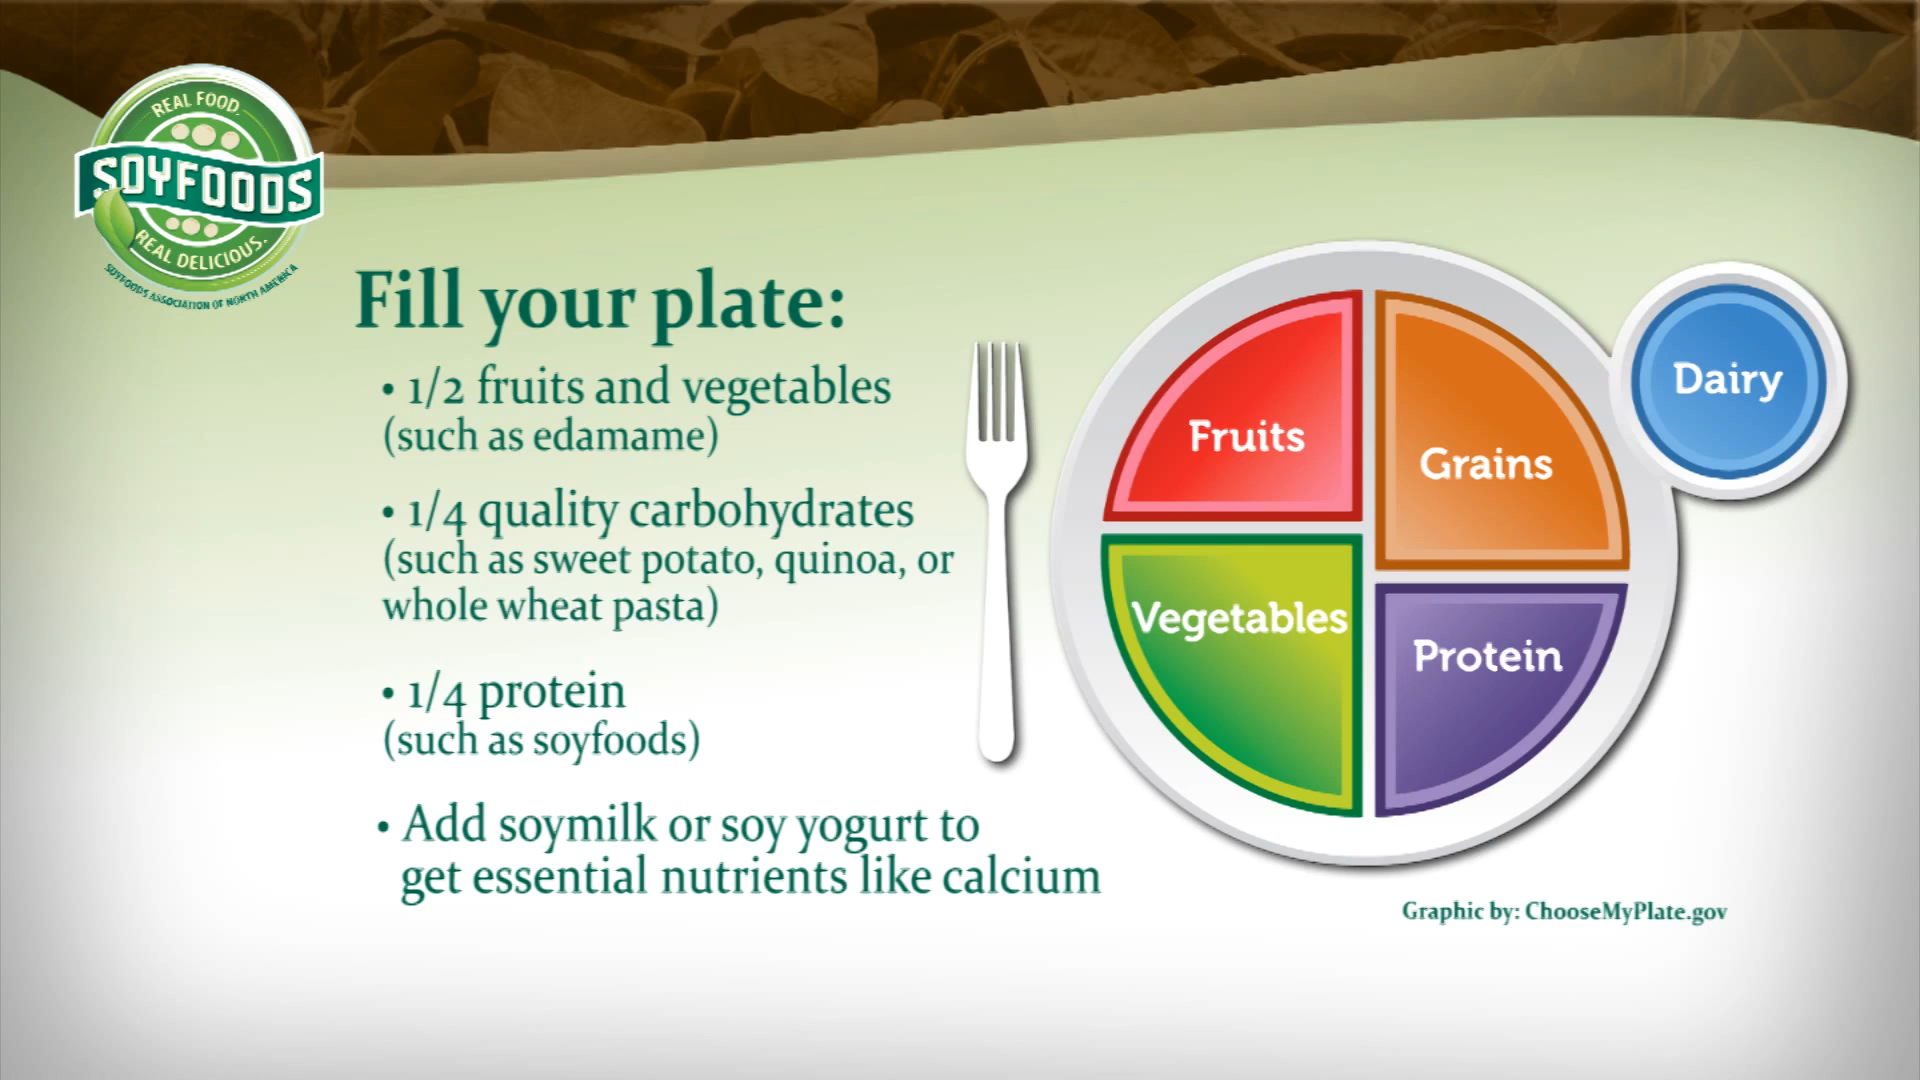 REAL FOOD.
SOYFOODS
REAL DELICIOUS.
SOYFOODS ASSOCIATION OF NORTH AMERICA
Fill your plate:
• 1/2 fruits and vegetables
(such as edamame)
• 1/4 quality carbohydrates
(such as sweet potato, quinoa, or
whole wheat pasta)
• 1/4 protein
(such as soyfoods)
• Add soymilk or soy yogurt to
get essential nutrients like calcium
Fruits
Grains
Dairy
Vegetables
Protein
Graphic by: ChooseMyPlate.gov